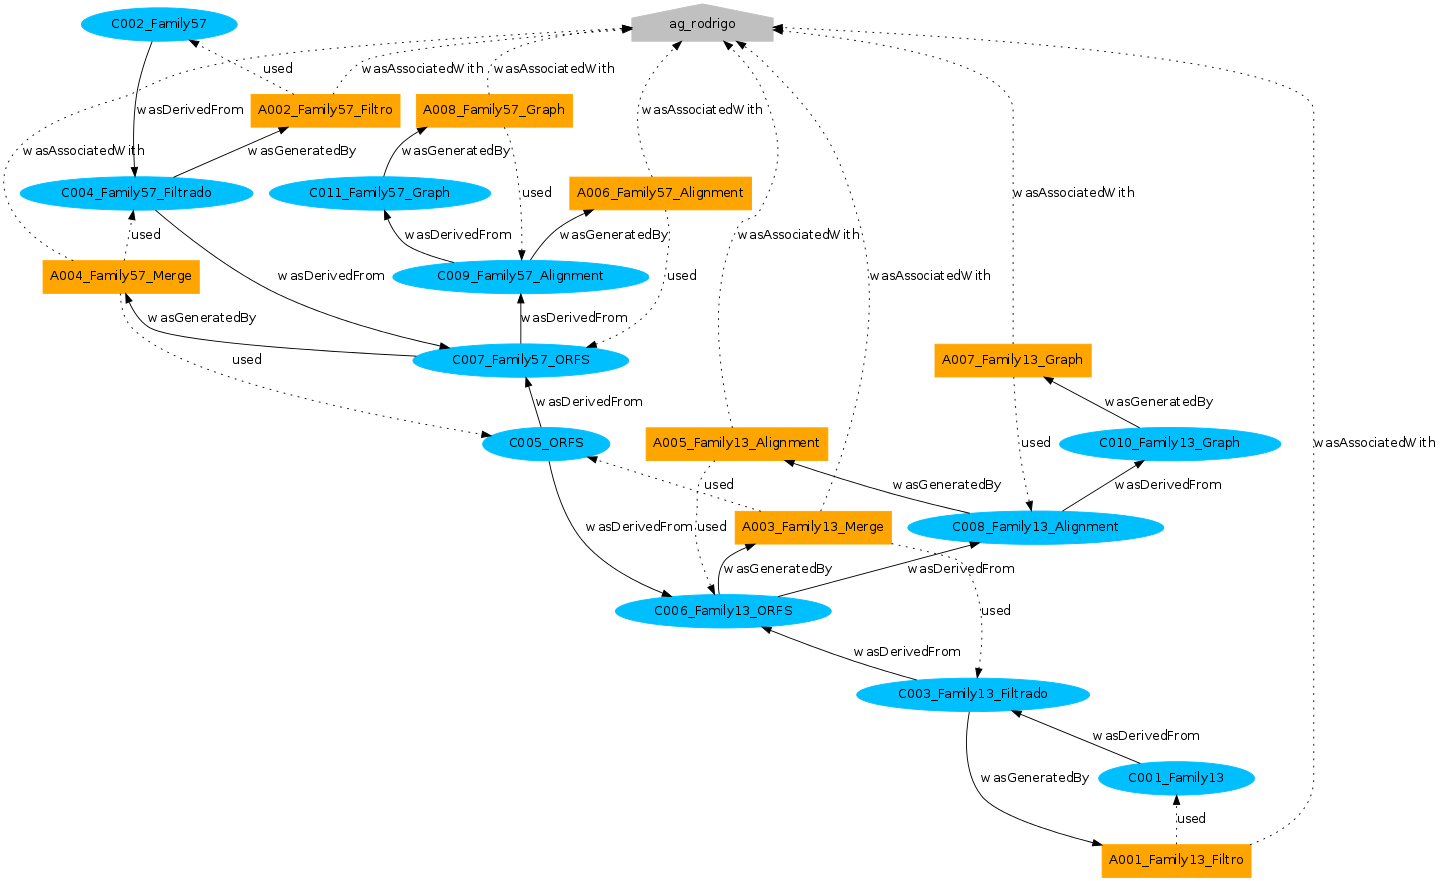 C002_Family57
ag_rodrigo
used
wasAssociatedWith
wasAssociatedWith
wasDerivedFrom
A002_Family57_Filtro
A008_Family57_Graph
wasAssociatedWith
wasAssociatedWith
wasGeneratedBy
wasGeneratedBy
C004_Family57_Filtrado
C011_Family57_Graph
used
A006_Family57_Alignment
wasAssociatedWith
used
wasDerivedFrom
wasGeneratedBy
wasAssociatedWith
A004_Family57_Merge
wasDerivedFrom
C009_Family57_Alignment
used
wasAssociatedWith
wasGeneratedBy
wasDerivedFrom
used
C007_Family57_ORFS
A007_Family13_Graph
wasDerivedFrom
wasGeneratedBy
C005_ORFS
A005_Family13_Alignment
used
C010_Family13_Graph
wasAssociatedWith
used
wasGeneratedBy
wasDerivedFrom
wasDerivedFrom
used
A003_Family13_Merge
C008_Family13_Alignment
wasGeneratedBy
wasDerivedFrom
C006_Family13_ORFS
used
wasDerivedFrom
C003_Family13_Filtrado
wasDerivedFrom
wasGeneratedBy
C001_Family13
used
A001_Family13_Filtro